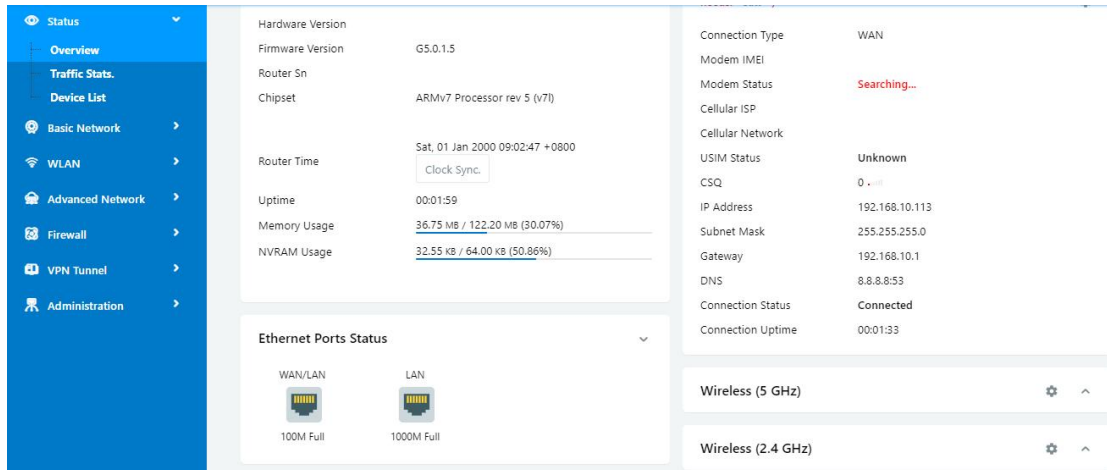 Status
Overview
Traffic Stats.
Device List
Basic Network
WLAN
Advanced Network
Firewall
VPN Tunnel
Administration
Hardware Version
Firmware Version G5.0.1.5
Router Sn
Chipset ARMv7 Processor rev 5 (v7l)
Router Time Sat, 01 Jan 2000 09:02:47 +0800
Clock Sync.
Uptime 00:01:59
Memory Usage 36.75 MB / 122.20 MB (30.07%)
NVRAM Usage 32.55 KB / 64.00 KB (50.86%)
Ethernet Ports Status
WAN/LAN LAN
100M Full 1000M Full
Connection Type WAN
Modem IMEI
Modem Status Searching...
Cellular ISP
Cellular Network
USIM Status Unknown
CSQ 0
IP Address 192.168.10.113
Subnet Mask 255.255.255.0
Gateway 192.168.10.1
DNS 8.8.8.8:53
Connection Status Connected
Connection Uptime 00:01:33
Wireless (5 GHz)
Wireless (2.4 GHz)